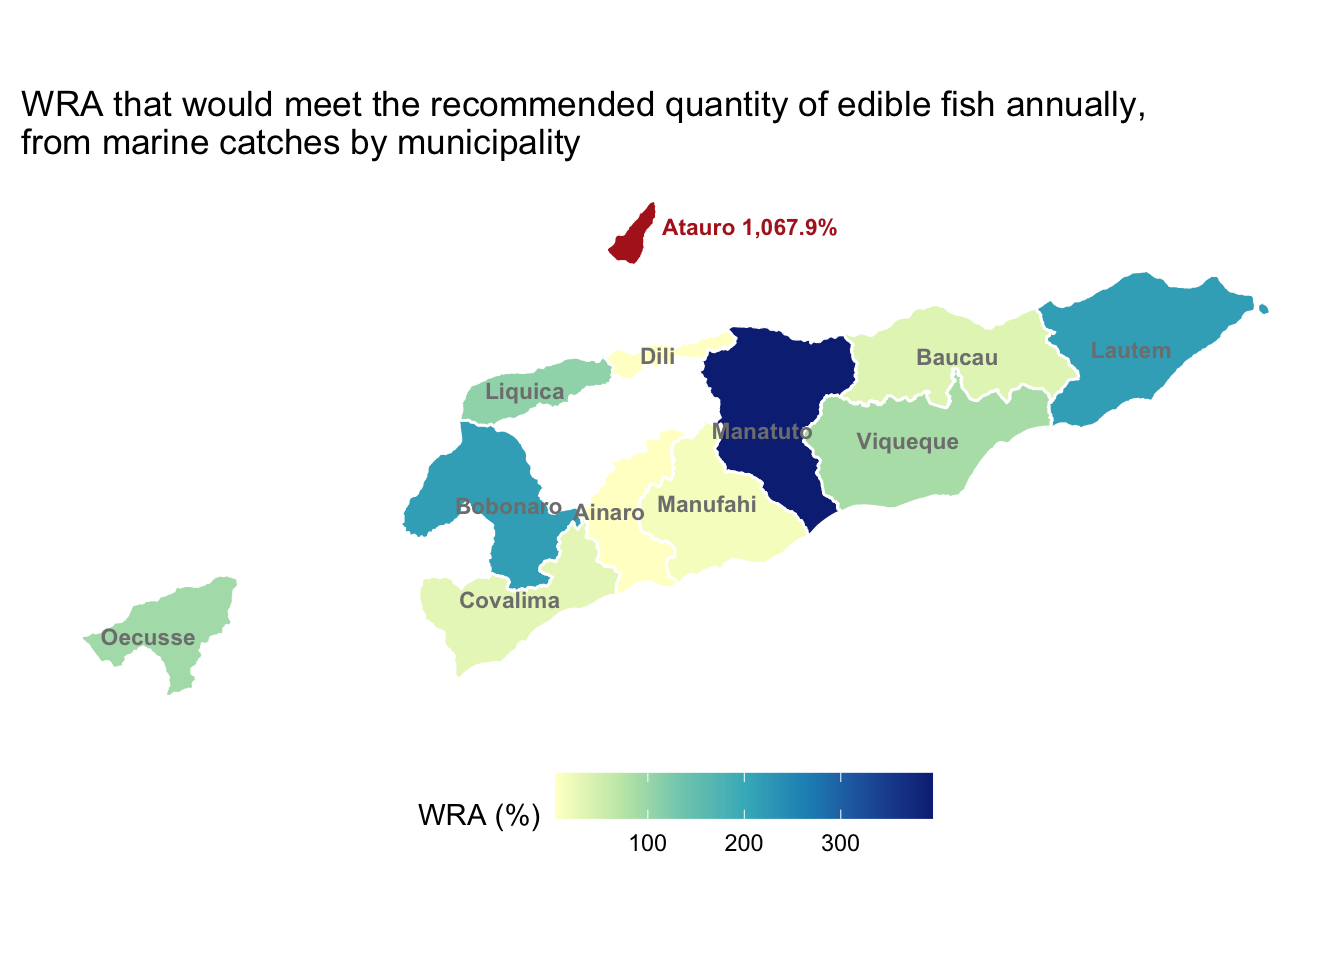 WRA that would meet the recommended quantity of edible fish annually,
from marine catches by municipality
Atauro 1,067.9%
Dili
Baucau
Lautem
Liquica
Manatuto
Viqueque
Bobonaro
Ainaro
Manufahi
Covalima
Oecusse
WRA (%)
100 200 300